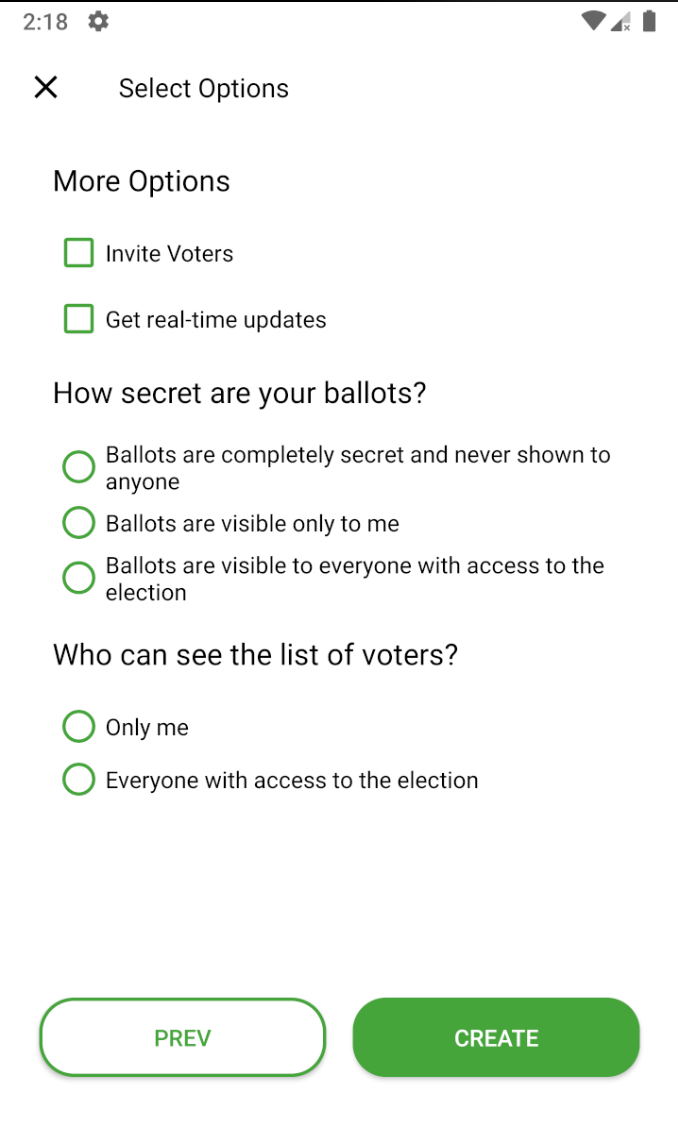 2:18
Select Options
More Options
Invite Voters
Get real-time updates
How secret are your ballots?
Ballots are completely secret and never shown to
anyone
Ballots are visible only to me
Ballots are visible to everyone with access to the
election
Who can see the list of voters?
Only me
Everyone with access to the election
PREV
CREATE